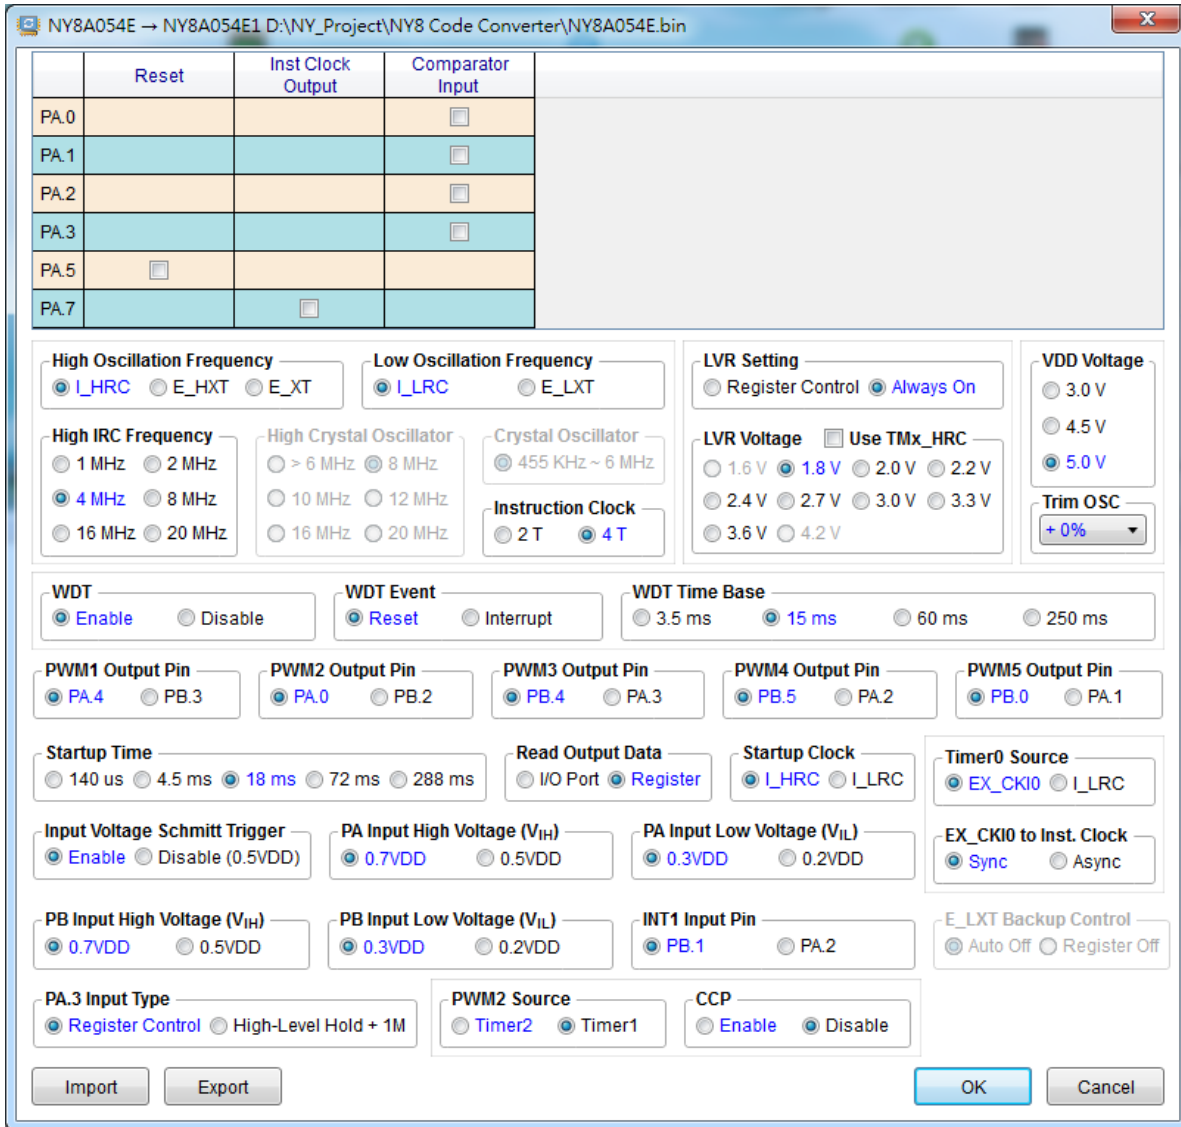 NY8A054E → NY8A054E1 D:\NY_Project\NY8 Code Converter\NY8A054E.bin
Reset
Inst Clock Output
Comparator Input
PA.0
PA.1
PA.2
PA.3
PA.5
PA.7
High Oscillation Frequency
I_HRC E_HXT E_XT
Low Oscillation Frequency
I_LRC E_LXT
LVR Setting
Register Control Always On
VDD Voltage
3.0 V
4.5 V
5.0 V
High IRC Frequency
1 MHz 2 MHz
4 MHz 8 MHz
16 MHz 20 MHz
High Crystal Oscillator
> 6 MHz 8 MHz
10 MHz 12 MHz
16 MHz 20 MHz
Crystal Oscillator
455 KHz ~ 6 MHz
Instruction Clock
2 T 4 T
LVR Voltage Use TMx_HRC
1.6 V 1.8 V 2.0 V 2.2 V
2.4 V 2.7 V 3.0 V 3.3 V
3.6 V 4.2 V
Trim OSC
+ 0%
WDT
Enable Disable
WDT Event
Reset Interrupt
WDT Time Base
3.5 ms 15 ms 60 ms 250 ms
PWM1 Output Pin
PA.4 PB.3
PWM2 Output Pin
PA.0 PB.2
PWM3 Output Pin
PB.4 PA.3
PWM4 Output Pin
PB.5 PA.2
PWM5 Output Pin
PB.0 PA.1
Startup Time
140 us 4.5 ms 18 ms 72 ms 288 ms
Read Output Data
I/O Port Register
Startup Clock
I_HRC I_LRC
Timer0 Source
EX_CKI0 I_LRC
Input Voltage Schmitt Trigger
Enable Disable (0.5VDD)
PA Input High Voltage (VIH)
0.7VDD 0.5VDD
PA Input Low Voltage (VIL)
0.3VDD 0.2VDD
EX_CKI0 to Inst. Clock
Sync Async
PB Input High Voltage (VIH)
0.7VDD 0.5VDD
PB Input Low Voltage (VIL)
0.3VDD 0.2VDD
INT1 Input Pin
PB.1 PA.2
E_LXT Backup Control
Auto Off Register Off
PA.3 Input Type
Register Control High-Level Hold + 1M
PWM2 Source
Timer2 Timer1
CCP
Enable Disable
Import Export OK Cancel